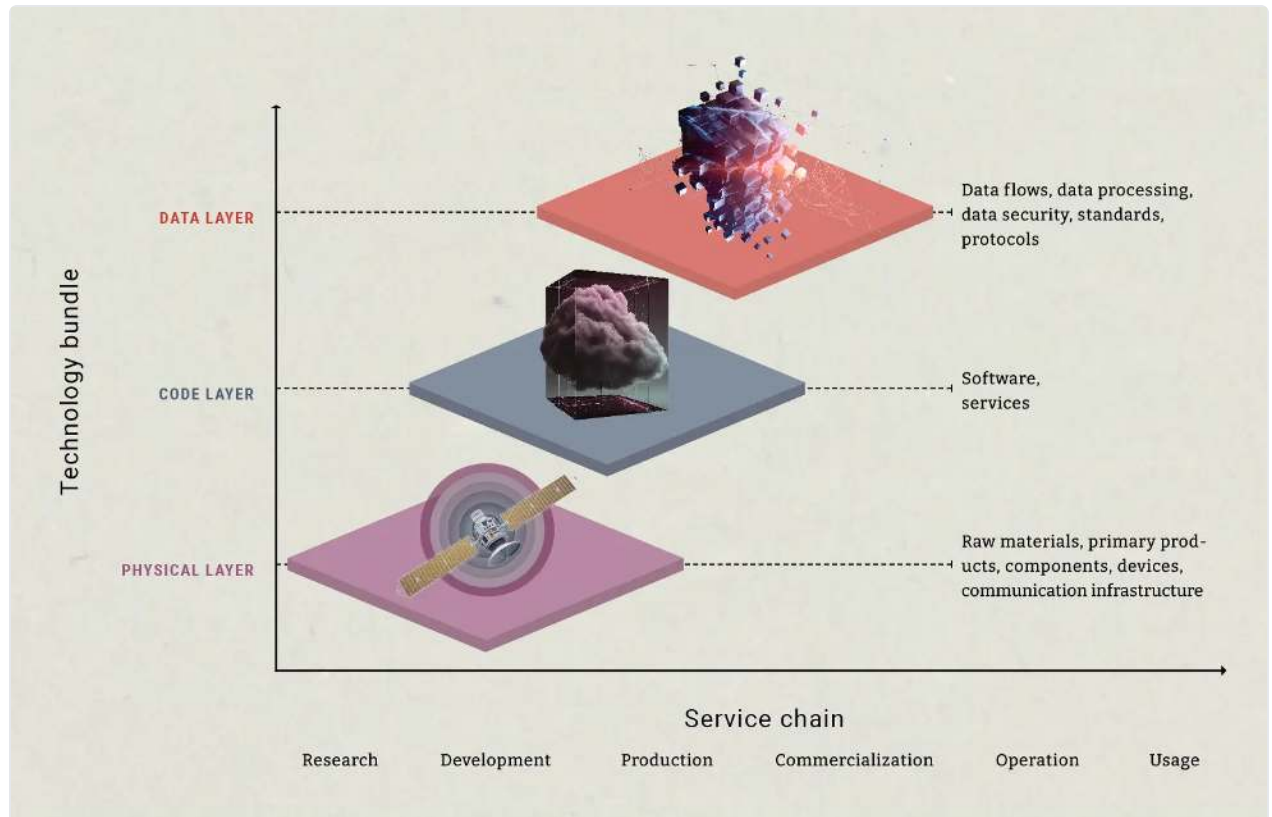 DATA LAYER
Data flows, data processing,
data security, standards,
protocols
Technology bundle
CODE LAYER
Software,
services
PHYSICAL LAYER
Raw materials, primary prod-
ucts, components, devices,
communication infrastructure
Service chain
Research Development Production Commercialization Operation Usage